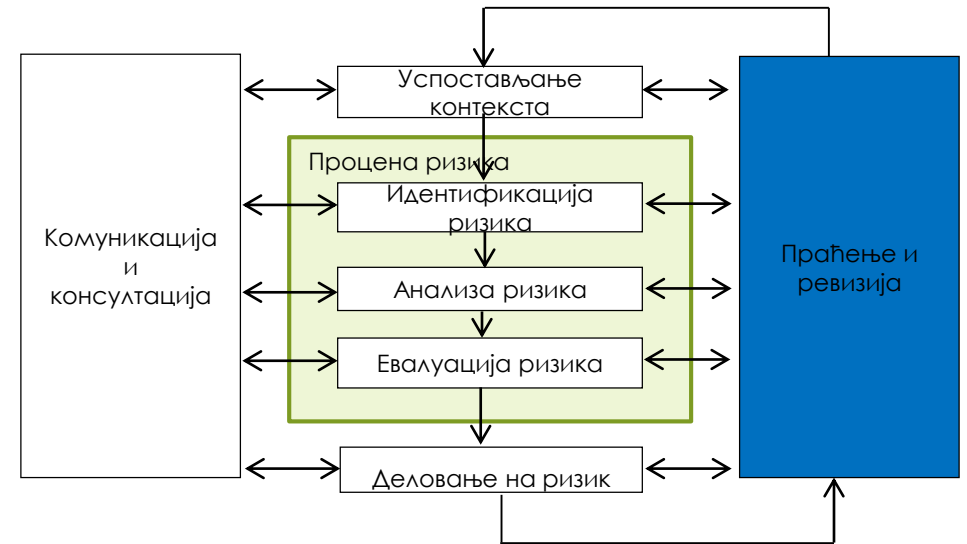 Успостављање
контекста
Процена ризика
Идентификација
ризика
Комуникација
и
консултација
Праћење и
ревизија
Анализа ризика
Евалуација ризика
Деловање на ризик